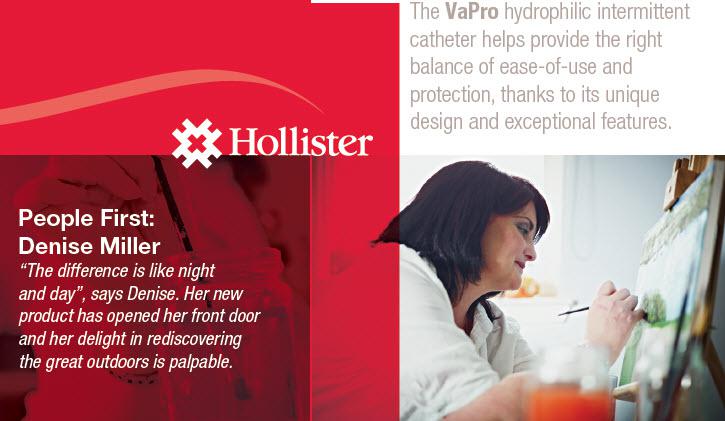 The VaPro hydrophilic intermittent
catheter helps provide the right
balance of ease-of-use and
protection, thanks to its unique
design and exceptional features.
Hollister
People First:
Denise Miller
“The difference is like night
and day”, says Denise. Her new
product has opened her front door
and her delight in rediscovering
the great outdoors is palpable.